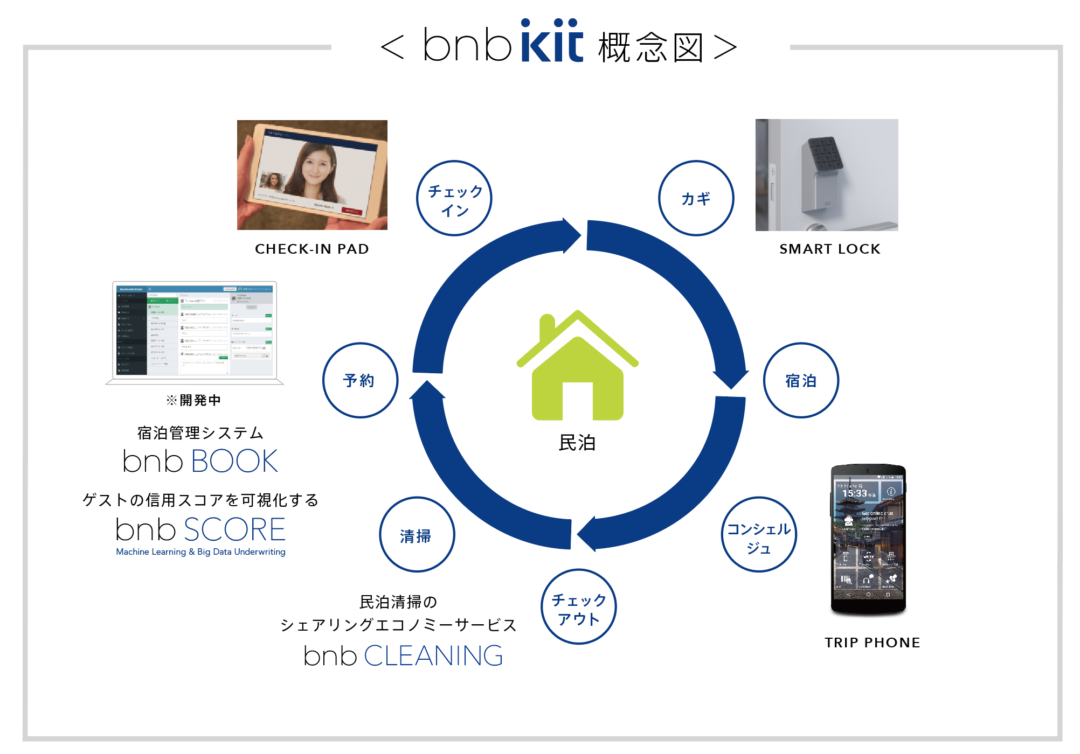 ＜ bnb kit 概念図＞
チェック
イン
カギ
CHECK-IN PAD
SMART LOCK
予約
宿泊
※開発中
民泊
宿泊管理システム
bnb BOOK
ゲストの信用スコアを可視化する
bnb SCORE
Machine Learning & Big Data Underwriting
清掃
コンシェル
ジュ
15:33
チェック
アウト
民泊清掃の
シェアリングエコノミーサービス
bnb CLEANING
TRIP PHONE